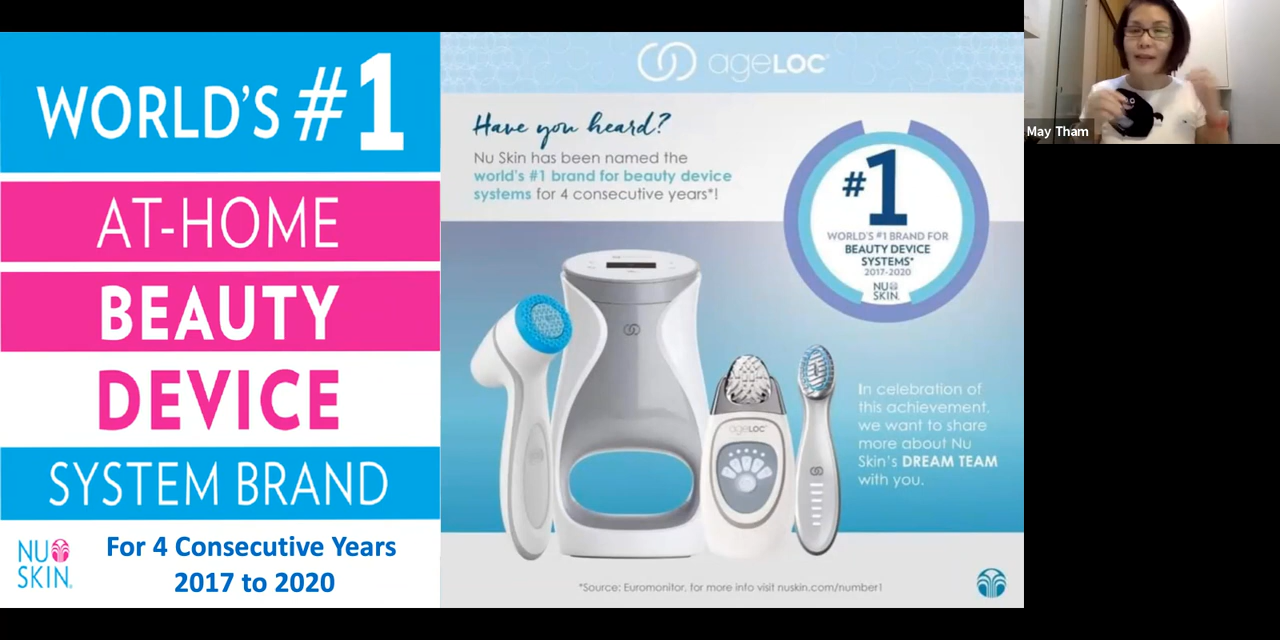 WORLD'S #1
AT-HOME
BEAUTY
DEVICE
SYSTEM BRAND
NU
SKIN®
For 4 Consecutive Years
2017 to 2020
ageLOC®
Have you heard?
Nu Skin has been named the
world's #1 brand for beauty device
systems for 4 consecutive years*!
#1
WORLD'S #1 BRAND FOR
BEAUTY DEVICE
SYSTEMS*
2017-2020
NU
SKIN
ageLOC
In celebration of
this achievement,
we want to share
more about Nu
Skin's DREAM TEAM
with you.
*Source: Euromonitor, for more info visit nuskin.com/number1
May Tham